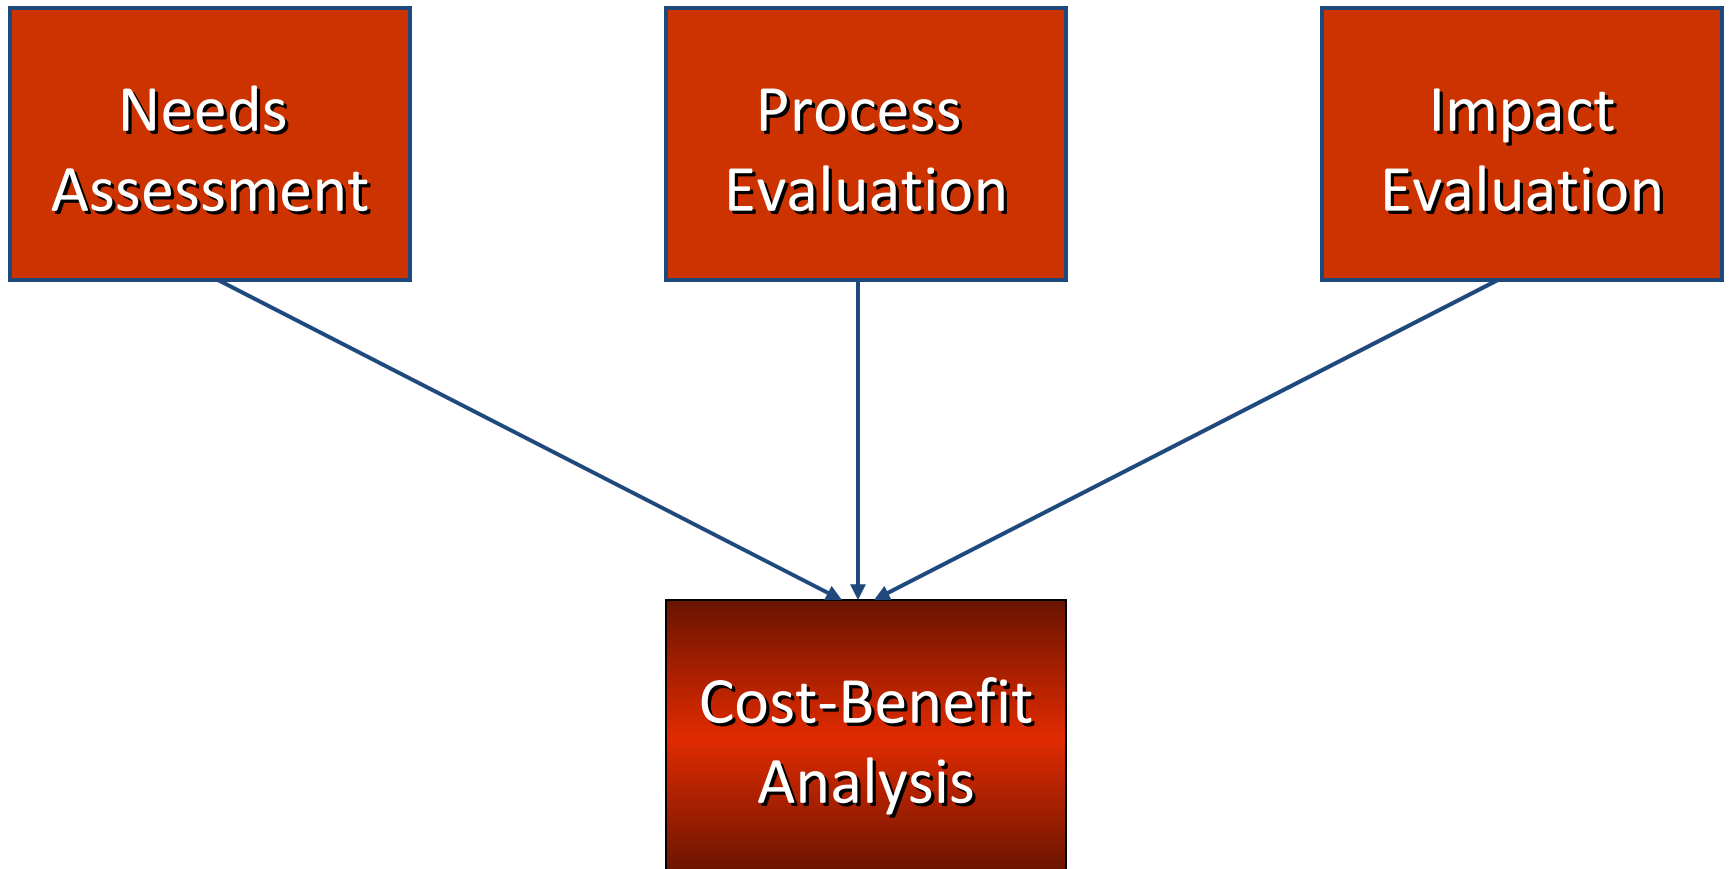 Needs
Assessment
Process
Evaluation
Impact
Evaluation
Cost-Benefit
Analysis